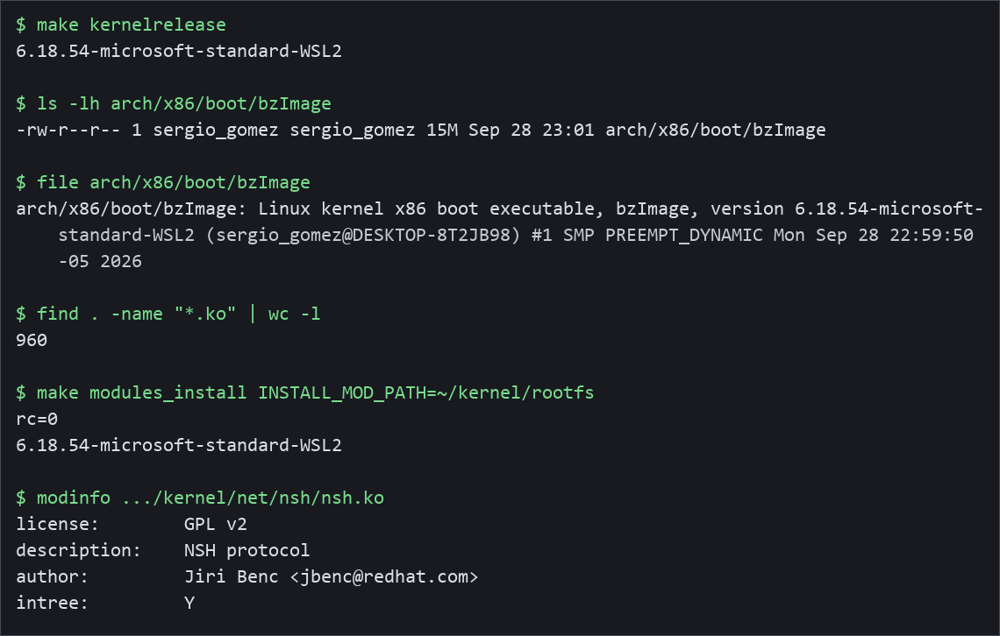 $ make kernelrelease
6.18.54-microsoft-standard-WSL2
$ ls -lh arch/x86/boot/bzImage
-rw-r--r-- 1 sergio_gomez sergio_gomez 15M Sep 28 23:01 arch/x86/boot/bzImage
$ file arch/x86/boot/bzImage
arch/x86/boot/bzImage: Linux kernel x86 boot executable, bzImage, version 6.18.54-microsoft-
standard-WSL2 (sergio_gomez@DESKTOP-8T2JB98) #1 SMP PREEMPT_DYNAMIC Mon Sep 28 22:59:50
-05 2026
$ find . -name "*.ko" | wc -l
960
$ make modules_install INSTALL_MOD_PATH=~/kernel/rootfs
rc=0
6.18.54-microsoft-standard-WSL2
$ modinfo .../kernel/net/nsh/nsh.ko
license:        GPL v2
description:    NSH protocol
author:         Jiri Benc <jbenc@redhat.com>
intree:         Y